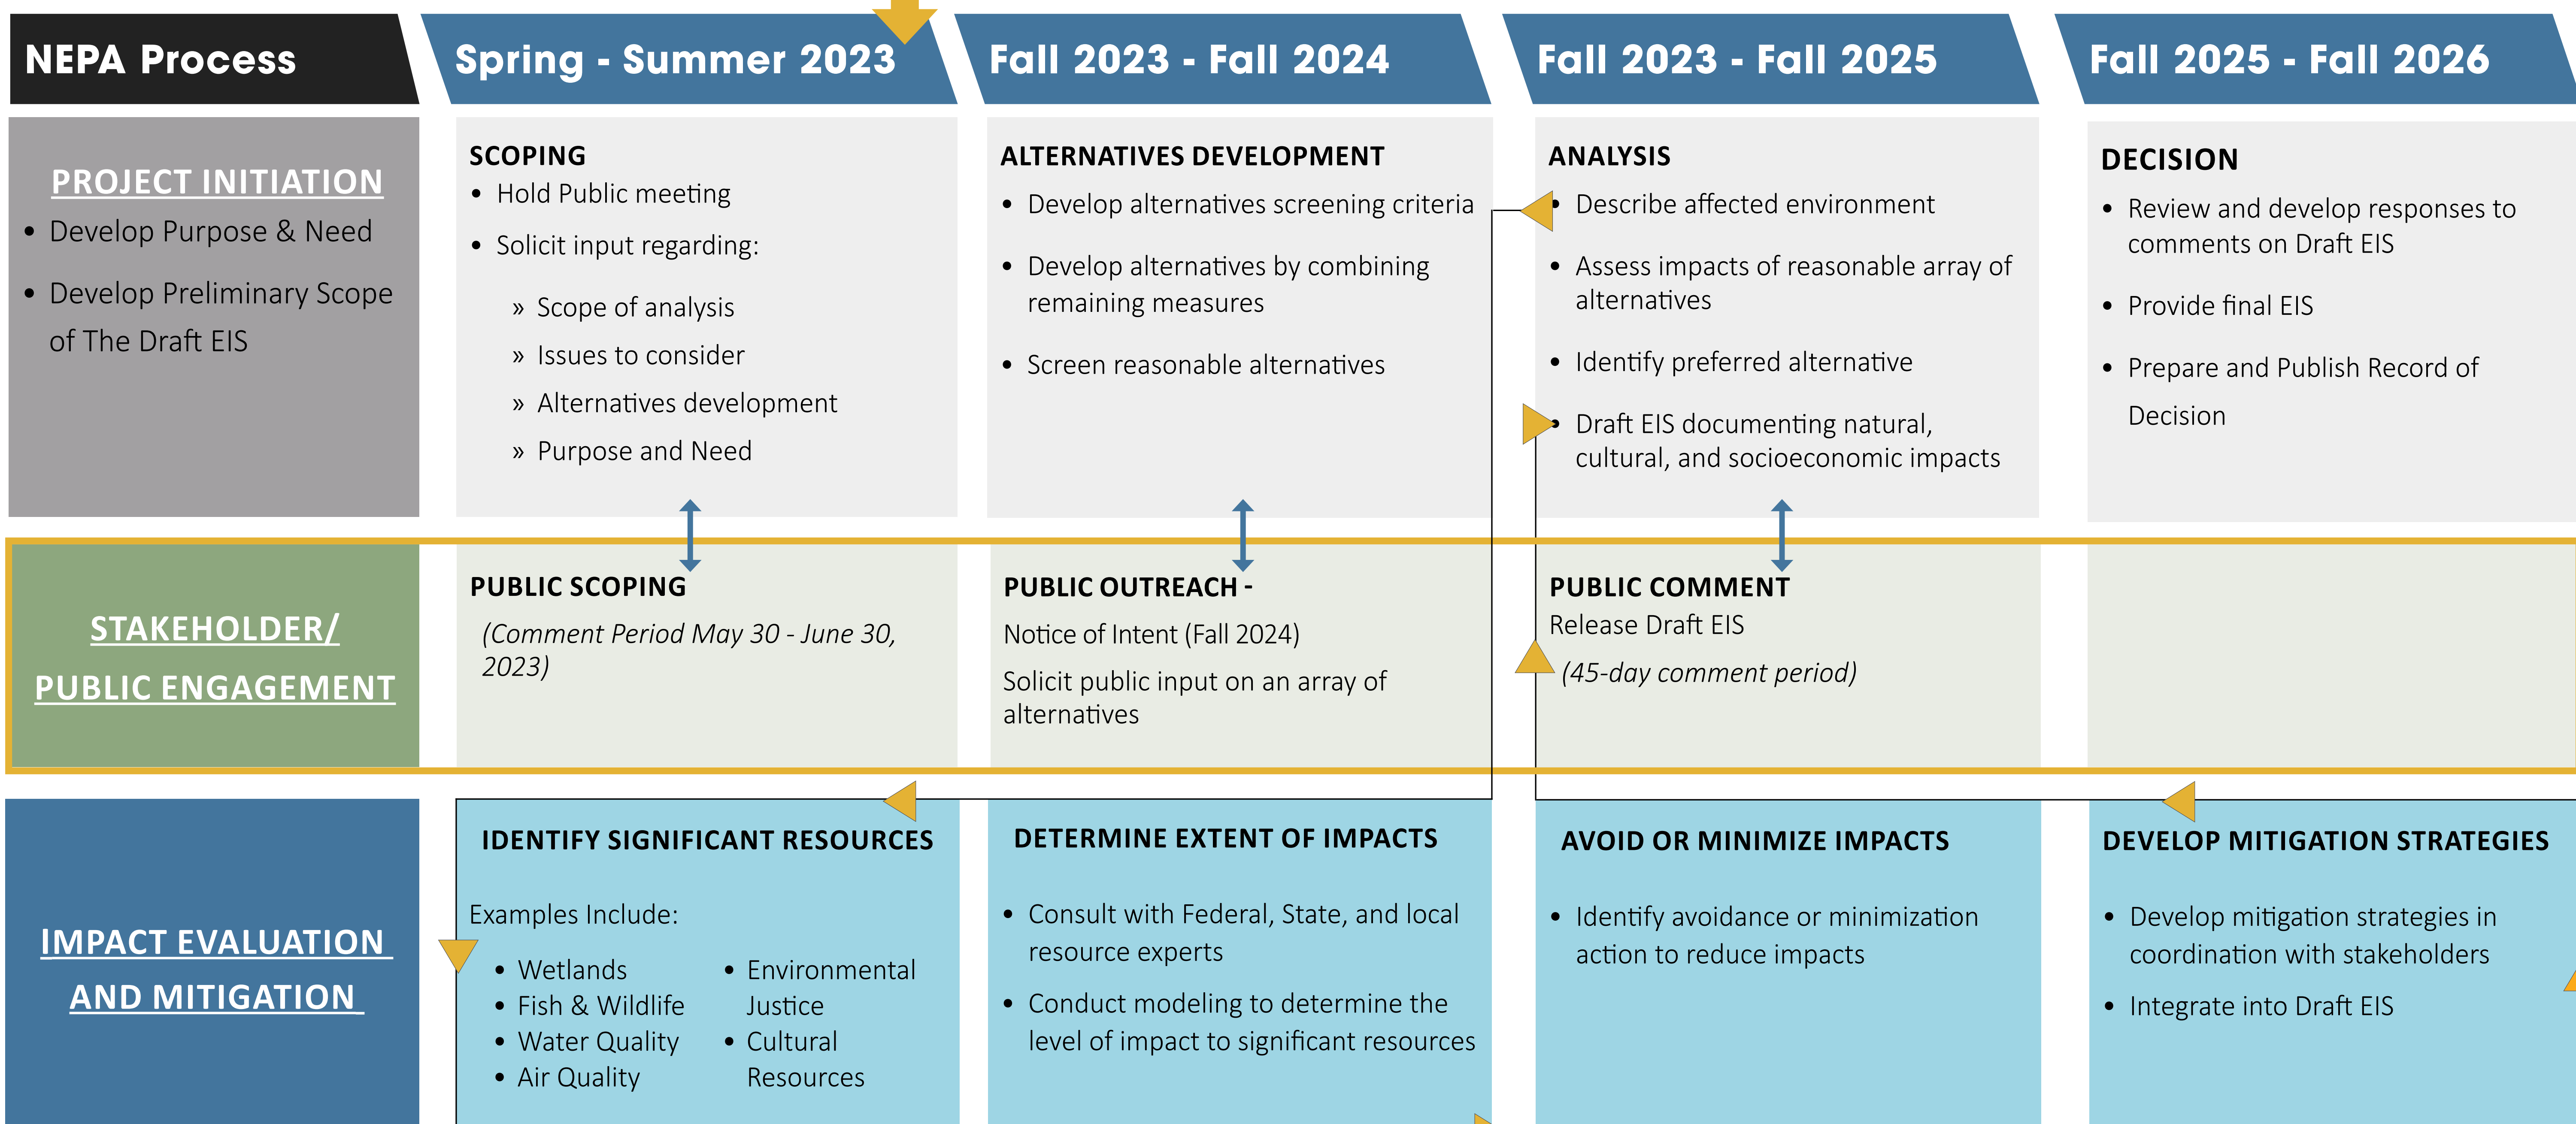 NEPA Process
Spring - Summer 2023
Fall 2023 - Fall 2024
Fall 2023 - Fall 2025
Fall 2025 - Fall 2026
PROJECT INITIATION
• Develop Purpose & Need
• Develop Preliminary Scope
of The Draft EIS
SCOPING
• Hold Public meeting
• Solicit input regarding:
» Scope of analysis
» Issues to consider
» Alternatives development
» Purpose and Need
ALTERNATIVES DEVELOPMENT
• Develop alternatives screening criteria
• Develop alternatives by combining
remaining measures
• Screen reasonable alternatives
ANALYSIS
• Describe affected environment
• Assess impacts of reasonable array of
alternatives
• Identify preferred alternative
• Draft EIS documenting natural,
cultural, and socioeconomic impacts
DECISION
• Review and develop responses to
comments on Draft EIS
• Provide final EIS
• Prepare and Publish Record of
Decision
STAKEHOLDER/
PUBLIC ENGAGEMENT
PUBLIC SCOPING
(Comment Period May 30 - June 30,
2023)
PUBLIC OUTREACH -
Notice of Intent (Fall 2024)
Solicit public input on an array of
alternatives
PUBLIC COMMENT
Release Draft EIS
(45-day comment period)
IMPACT EVALUATION
AND MITIGATION
IDENTIFY SIGNIFICANT RESOURCES
Examples Include:
• Wetlands
• Fish & Wildlife
• Water Quality
• Air Quality
• Environmental
Justice
• Cultural
Resources
DETERMINE EXTENT OF IMPACTS
• Consult with Federal, State, and local
resource experts
• Conduct modeling to determine the
level of impact to significant resources
AVOID OR MINIMIZE IMPACTS
• Identify avoidance or minimization
action to reduce impacts
DEVELOP MITIGATION STRATEGIES
• Develop mitigation strategies in
coordination with stakeholders
• Integrate into Draft EIS